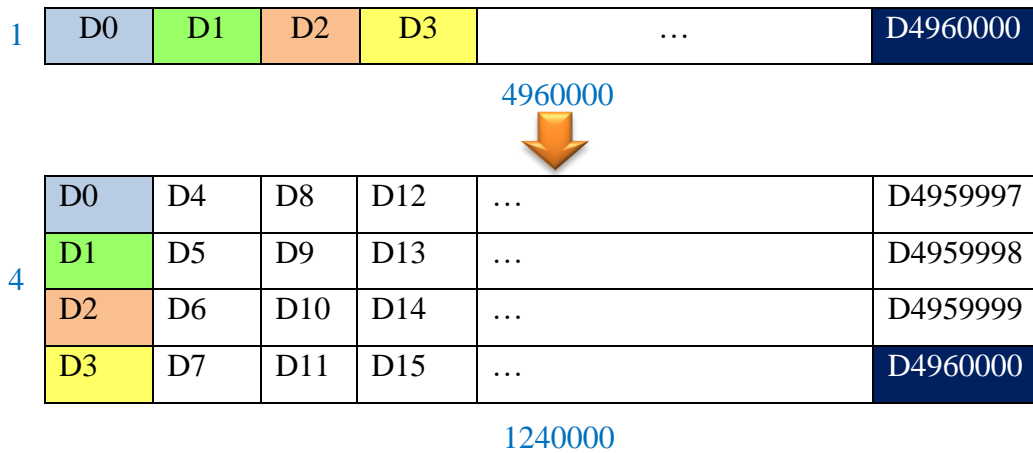 1 D0 D1 D2 D3 … D4960000
4960000
D0 D4 D8 D12 … D4959997
D1 D5 D9 D13 … D4959998
4
D2 D6 D10 D14 … D4959999
D3 D7 D11 D15 … D4960000
1240000